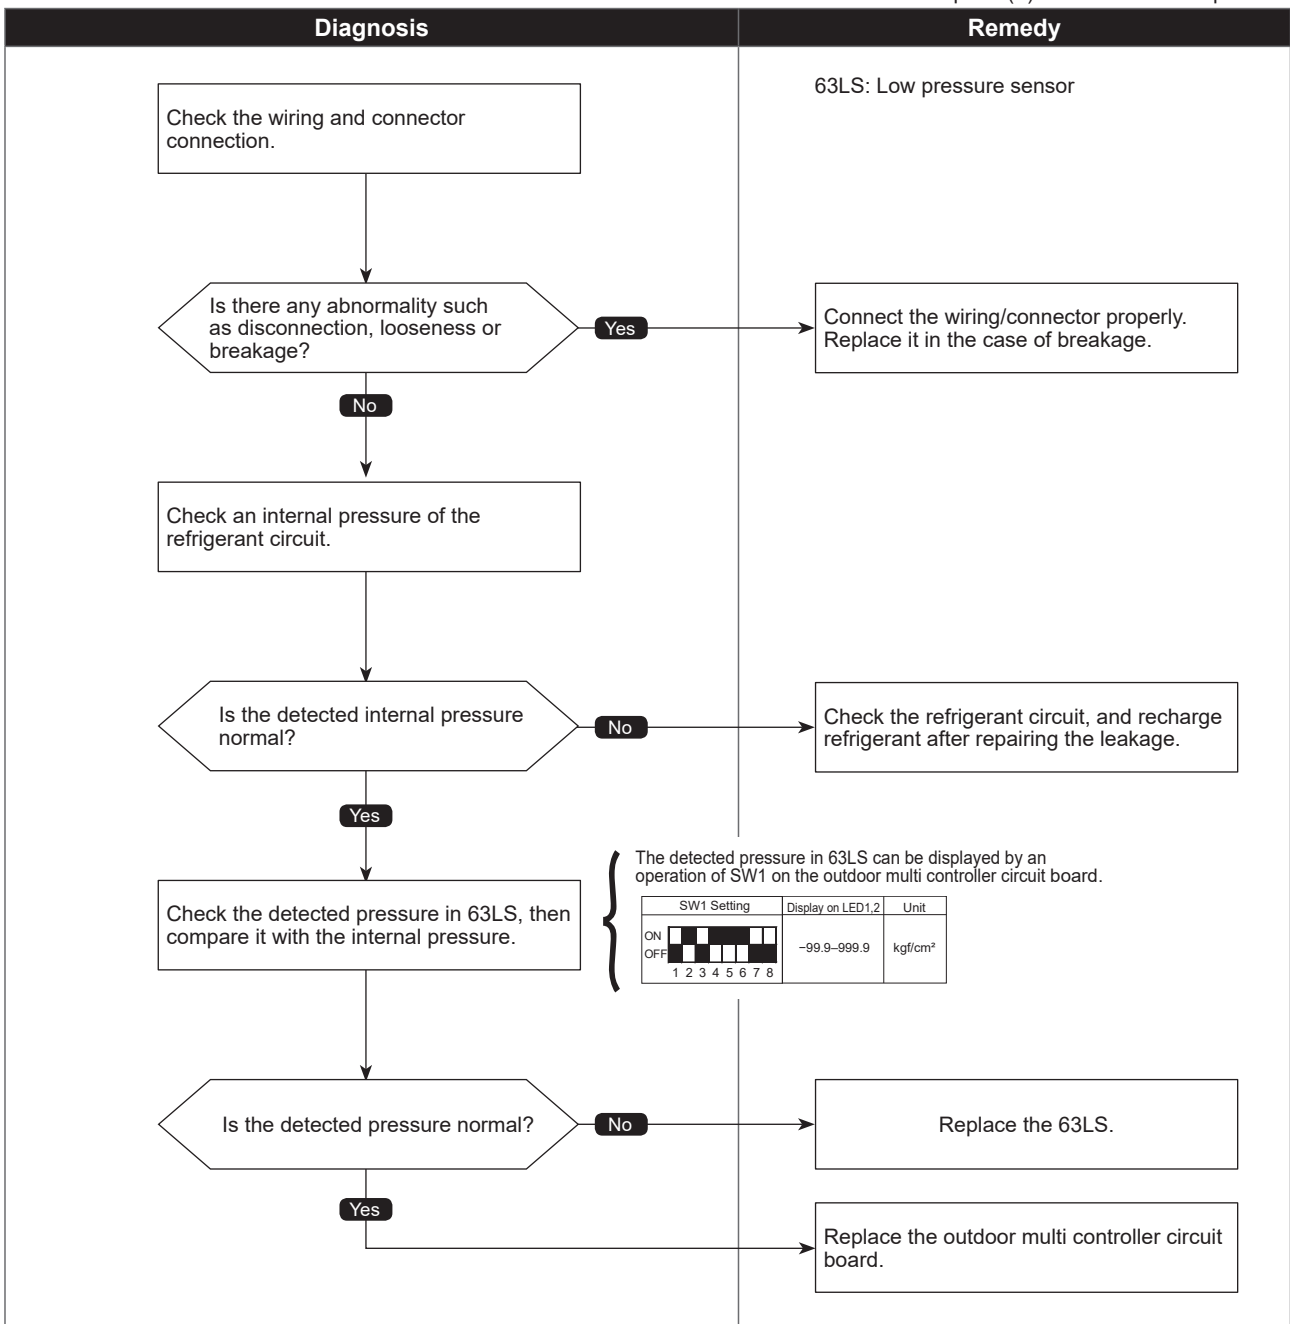 Diagnosis
Remedy
63LS: Low pressure sensor
Check the wiring and connector
connection.
Is there any abnormality such
as disconnection, looseness or
breakage?
Yes
Connect the wiring/connector properly.
Replace it in the case of breakage.
No
Check an internal pressure of the
refrigerant circuit.
Is the detected internal pressure
normal?
No
Check the refrigerant circuit, and recharge
refrigerant after repairing the leakage.
Yes
Check the detected pressure in 63LS, then
compare it with the internal pressure.
The detected pressure in 63LS can be displayed by an
operation of SW1 on the outdoor multi controller circuit board.
SW1 Setting
Display on LED1,2
Unit
ON
OFF
1 2 3 4 5 6 7 8
−99.9–999.9
kgf/cm²
Is the detected pressure normal?
No
Replace the 63LS.
Yes
Replace the outdoor multi controller circuit
board.